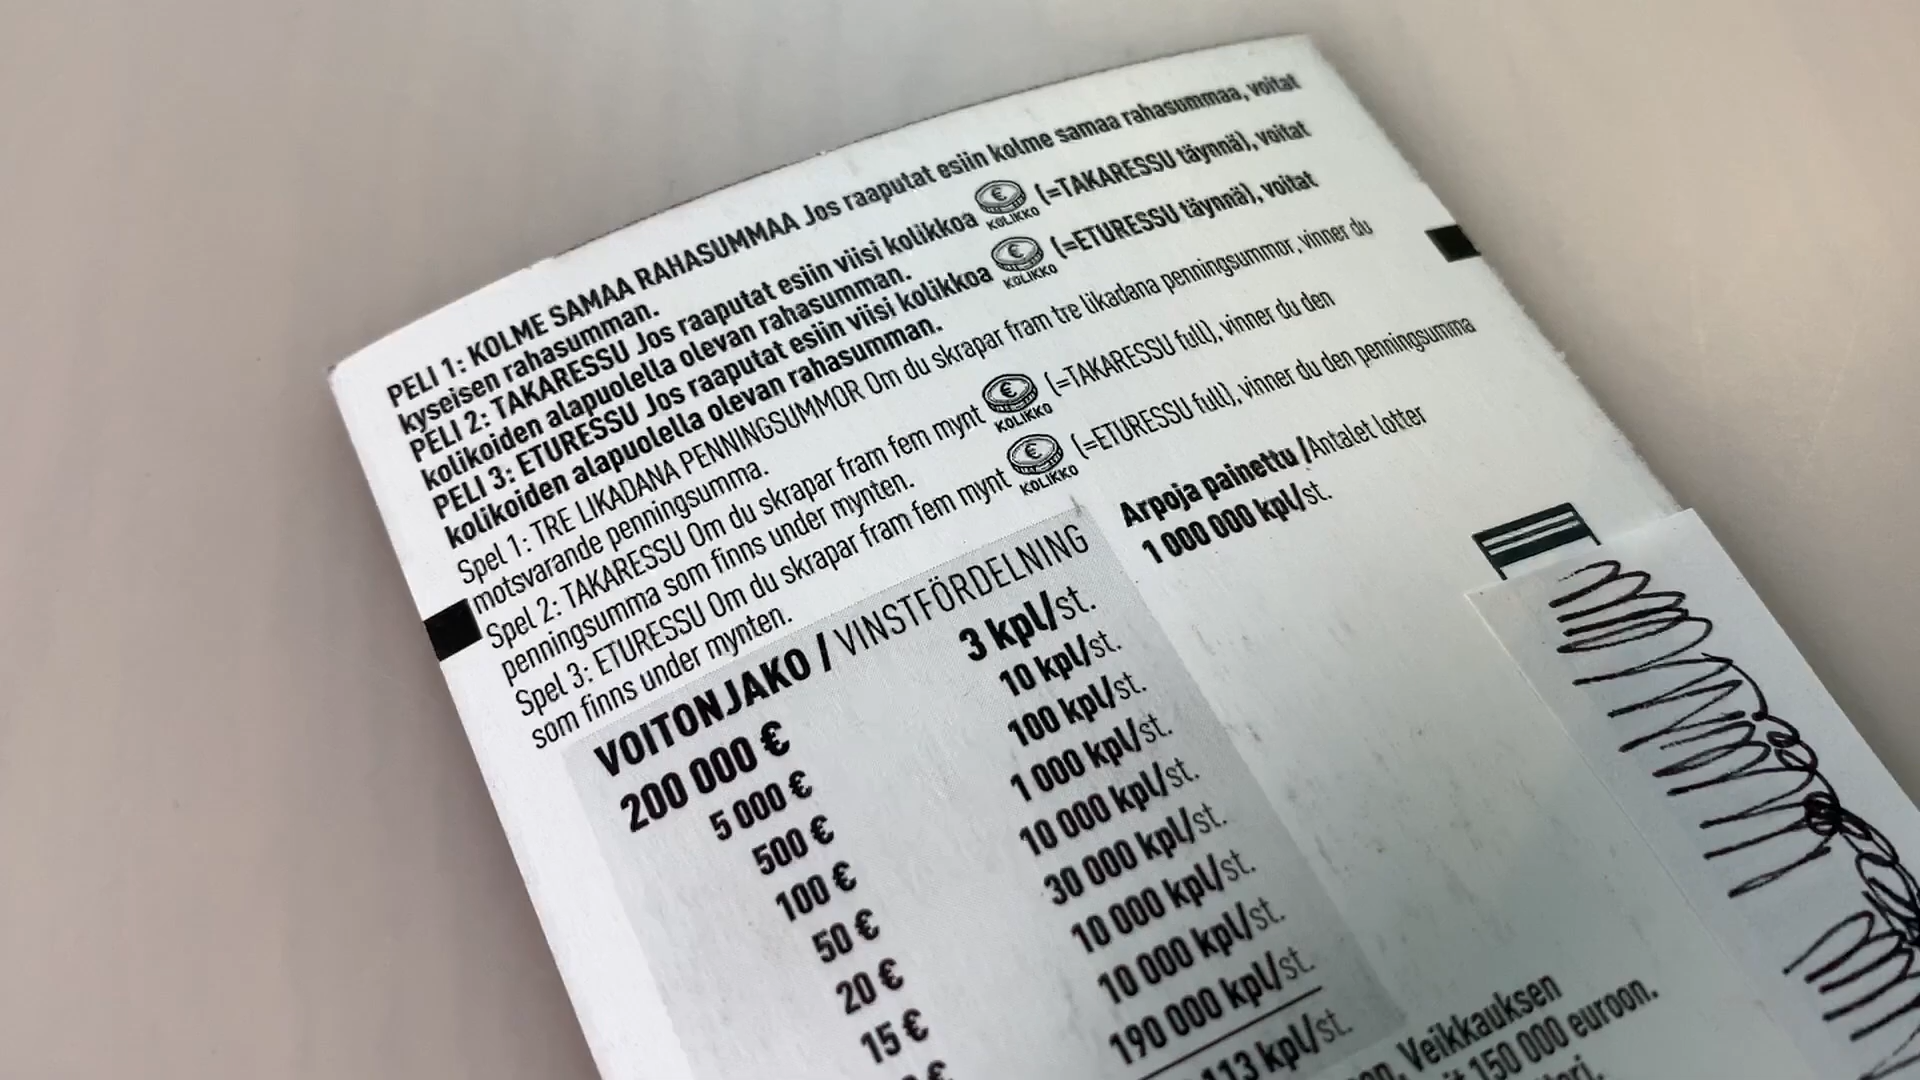 PELI 1: KOLME SAMAA RAHASUMMAA Jos raaputat esiin kolme samaa rahasummaa, voitat
kyseisen rahasumman.
PELI 2: TAKARESSU Jos raaputat esiin viisi kolikkoa KOLIKKO (=TAKARESSU täynnä), voitat
kolikoiden alapuolella olevan rahasumman.
PELI 3: ETURESSU Jos raaputat esiin viisi kolikkoa KOLIKKO (=ETURESSU täynnä), voitat
kolikoiden alapuolella olevan rahasumman.
Spel 1: TRE LIKADANA PENNINGSUMMOR Om du skrapar fram tre likadana penningsummor, vinner du
motsvarande penningsumma.
Spel 2: TAKARESSU Om du skrapar fram fem mynt KOLIKKO (=TAKARESSU full), vinner du den
penningsumma som finns under mynten.
Spel 3: ETURESSU Om du skrapar fram fem mynt KOLIKKO (=ETURESSU full), vinner du den penningsumma
som finns under mynten.
Arpoja painettu /Antalet lotter
1 000 000 kpl/st.
VOITONJAKO / VINSTFÖRDELNING
200 000 € 3 kpl/st.
5 000 € 10 kpl/st.
500 € 100 kpl/st.
100 € 1 000 kpl/st.
50 € 10 000 kpl/st.
20 € 30 000 kpl/st.
15 € 10 000 kpl/st.
€ 10 000 kpl/st.
190 000 kpl/st.
113 kpl/st.
Veikkauksen
150 000 euroon.